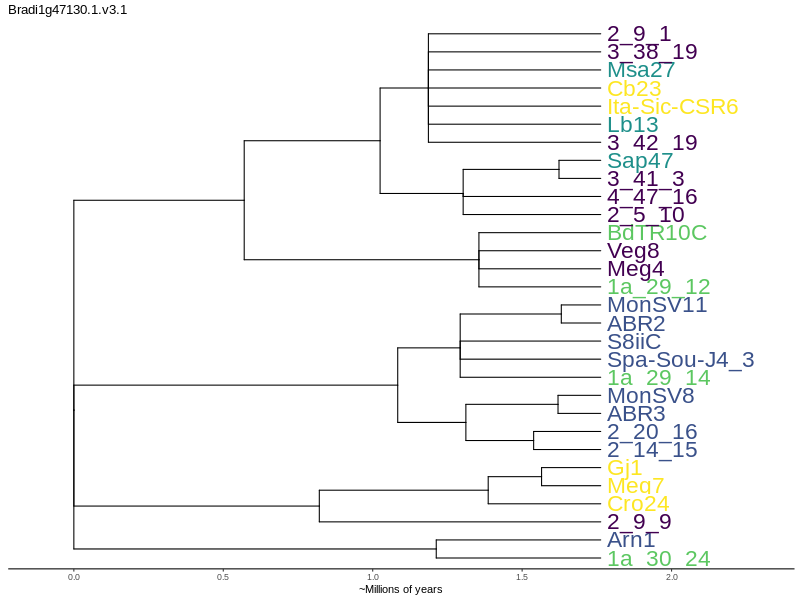 Bradi1g47130.1.v3.1
2_9_1
3_38_19
Msa27
Cb23
Ita-Sic-CSR6
Lb13
3_42_19
Sap47
3_41_3
4_47_16
2_5_10
BdTR10C
Veg8
Meg4
1a_29_12
MonSV11
ABR2
S8iiC
Spa-Sou-J4_3
1a_29_14
MonSV8
ABR3
2_20_16
2_14_15
Gj1
Meg7
Cro24
2_9_9
Arn1
1a_30_24
0.0 0.5 1.0 1.5 2.0
~Millions of years